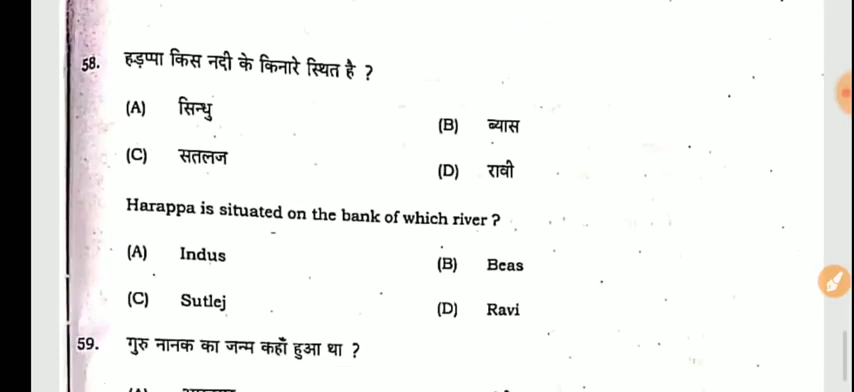 58. हड़प्पा किस नदी के किनारे स्थित है ?
(A) सिन्धु
(B) ब्यास
(C) सतलज
(D) रावी
Harappa is situated on the bank of which river ?
(A) Indus
(B) Beas
(C) Sutlej
(D) Ravi
59. गुरु नानक का जन्म कहाँ हुआ था ?